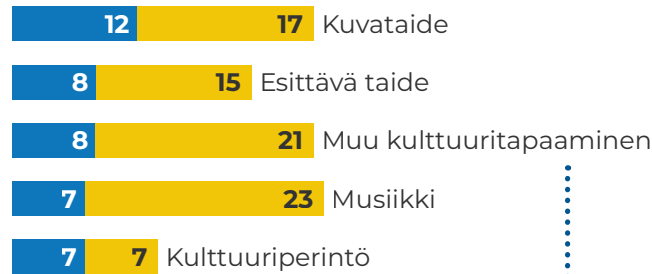 12 17 Kuvataide
8 15 Esittävä taide
8 21 Muu kulttuuritapaaminen
7 23 Musiikki
7 7 Kulttuuriperintö